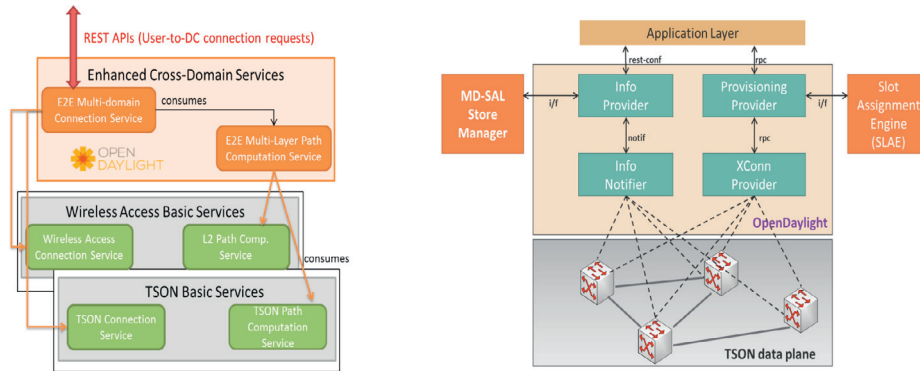 REST APIs (User-to-DC connection requests)
Enhanced Cross-Domain Services
E2E Multi-domain
Connection Service
consumes
E2E Multi-Layer Path
Computation Service
OPEN
DAYLIGHT
Wireless Access Basic Services
Wireless Access
Connection Service
L2 Path Comp.
Service
consumes
TSON Basic Services
TSON Connection
Service
TSON Path
Computation
Service
Application Layer
rest-conf
rpc
MD-SAL
Store
Manager
i/f
Info
Provider
Provisioning
Provider
i/f
Slot
Assignment
Engine
(SLAE)
notif
rpc
Info
Notifier
XConn
Provider
OpenDaylight
TSON data plane